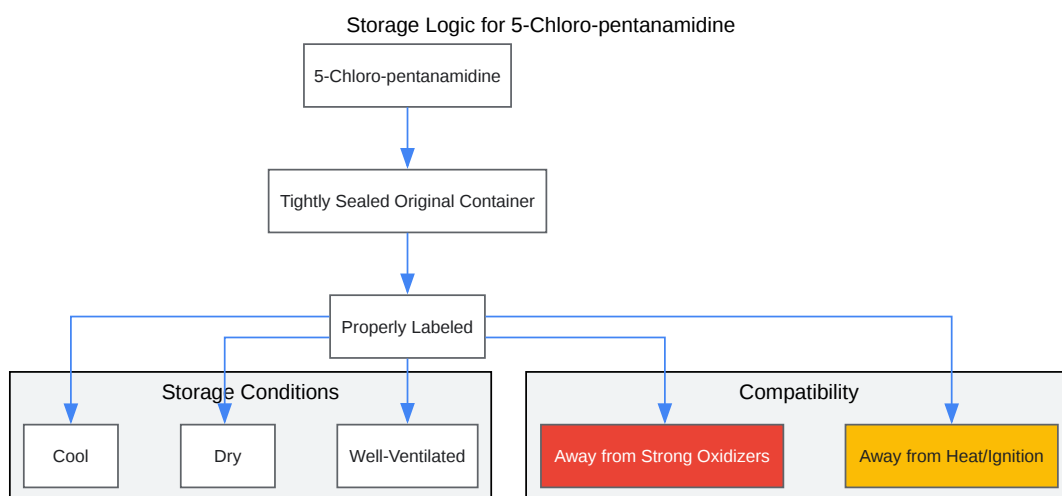 Storage Logic for 5-Chloro-pentanamidine
5-Chloro-pentanamidine
Tightly Sealed Original Container
Properly Labeled
Storage Conditions
Compatibility
Cool
Dry
Well-Ventilated
Away from Strong Oxidizers
Away from Heat/Ignition